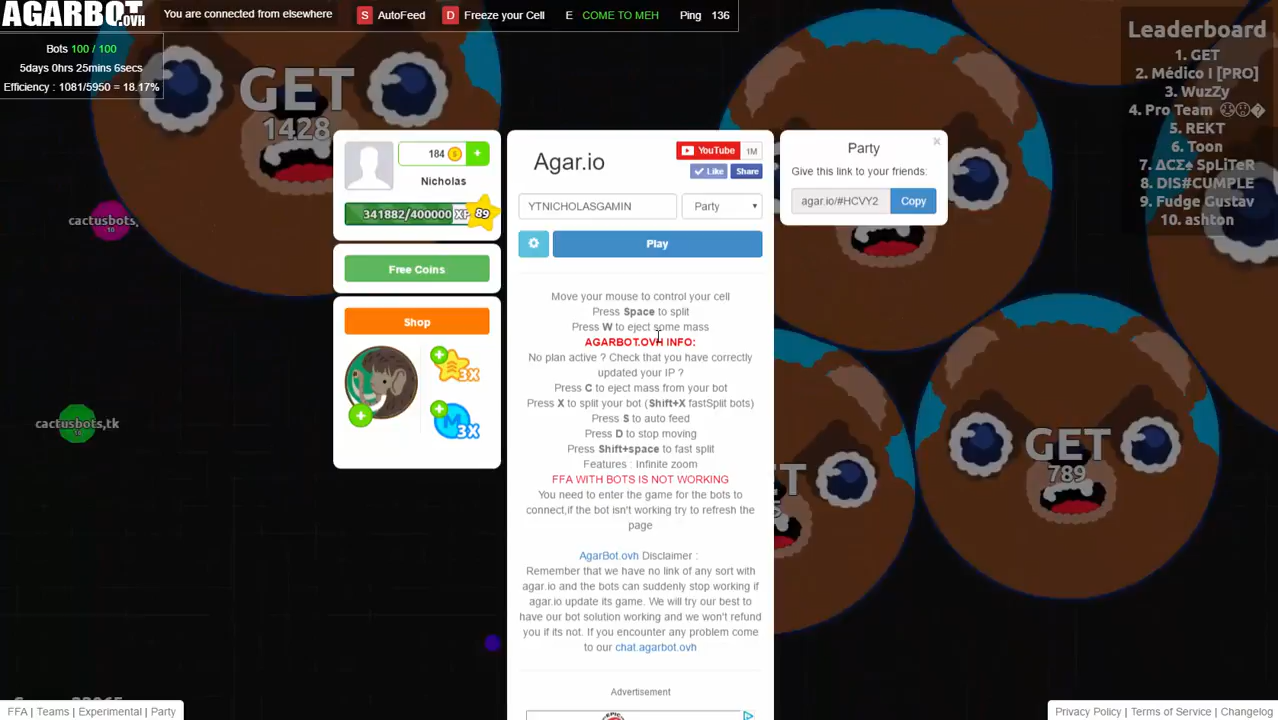 AGARBOT.OVH
You are connected from elsewhere
S AutoFeed
D Freeze your Cell
E COME TO MEH
Ping 136
Bots 100 / 100
5days 0hrs 25mins 6secs
Efficiency : 1081/5950 = 18.17%
GET
1428
Leaderboard
1. GET
2. Médico I [PRO]
3. WuzZy
4. Pro Team
5. REKT
6. Toon
7. ΔCΣ♠ SpLiTeR
8. DIS#CUMPLE
9. Fudge Gustav
10. ashton
184
Nicholas
341882/400000 XP 89
Free Coins
Shop
3X
3X
Agar.io
YouTube 1M
Like Share
YTNICHOLASGAMIN
Party
Play
Move your mouse to control your cell
Press Space to split
Press W to eject some mass
AGARBOT.OVH INFO:
No plan active ? Check that you have correctly
updated your IP ?
Press C to eject mass from your bot
Press X to split your bot (Shift+X fastSplit bots)
Press S to auto feed
Press D to stop moving
Press Shift+space to fast split
Features : Infinite zoom
FFA WITH BOTS IS NOT WORKING
You need to enter the game for the bots to
connect,if the bot isn't working try to refresh the
page
AgarBot.ovh Disclaimer :
Remember that we have no link of any sort with
agar.io and the bots can suddenly stop working if
agar.io update its game. We will try our best to
have our bot solution working and we won't refund
you if its not. If you encounter any problem come
to our chat.agarbot.ovh
Advertisement
Party
×
Give this link to your friends:
agar.io/#HCVY2
Copy
cactusbots,
10
cactusbots,tk
GET
789
FFA | Teams | Experimental | Party
Privacy Policy | Terms of Service | Changelog